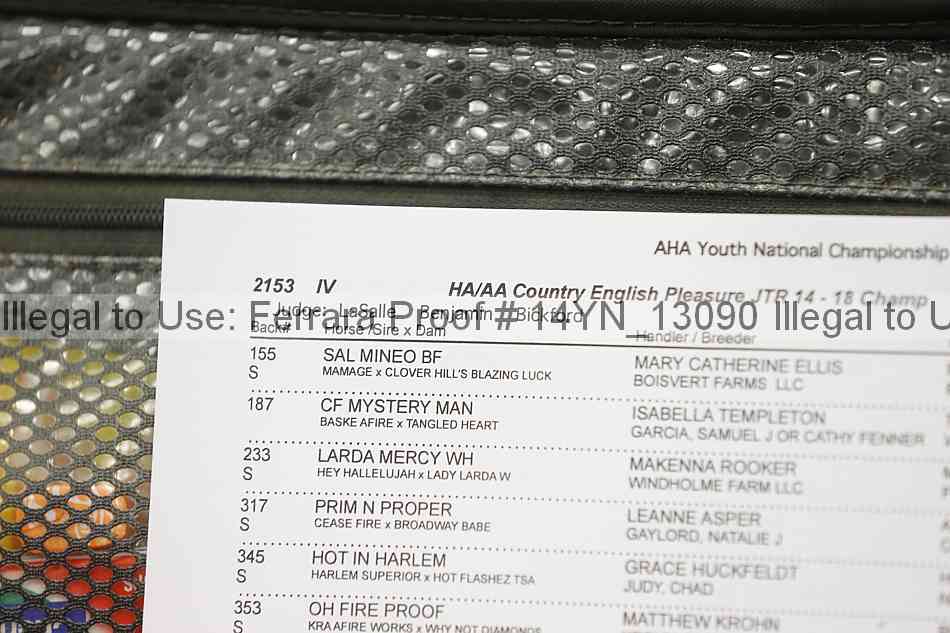 AHA Youth National Championship
2153 IV HA/AA Country English Pleasure JTR 14 - 18 Champ
Illegal to Use: Ferrara Proof # 14YN_13090 Illegal to U
Judge: LaSalle Benjamin Bickford
Back# Horse / Sire x Dam Handler / Breeder
155 SAL MINEO BF MARY CATHERINE ELLIS
S MAMAGE x CLOVER HILL'S BLAZING LUCK BOISVERT FARMS LLC
187 CF MYSTERY MAN ISABELLA TEMPLETON
BASKE AFIRE x TANGLED HEART GARCIA, SAMUEL J OR CATHY FENNER
233 LARDA MERCY WH MAKENNA ROOKER
S HEY HALLELUJAH x LADY LARDA W WINDHOLME FARM LLC
317 PRIM N PROPER LEANNE ASPER
S CEASE FIRE x BROADWAY BABE GAYLORD, NATALIE J
345 HOT IN HARLEM GRACE HUCKFELDT
S HARLEM SUPERIOR x HOT FLASHEZ TSA JUDY, CHAD
353 OH FIRE PROOF MATTHEW KROHN
S KRA AFIRE WORKS x WHY NOT DIAMONDS